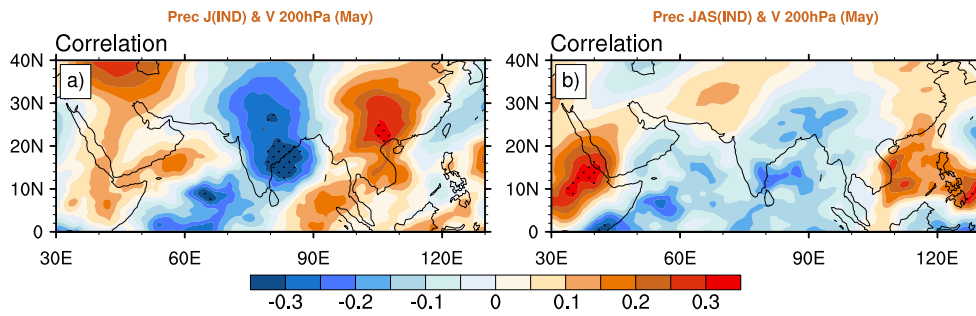 Prec J(IND) & V 200hPa (May)
Prec JAS(IND) & V 200hPa (May)
Correlation
Correlation
40N
30N
20N
10N
0
a)
30E
60E
90E
120E
40N
30N
20N
10N
0
b)
30E
60E
90E
120E
-0.3 -0.2 -0.1 0 0.1 0.2 0.3